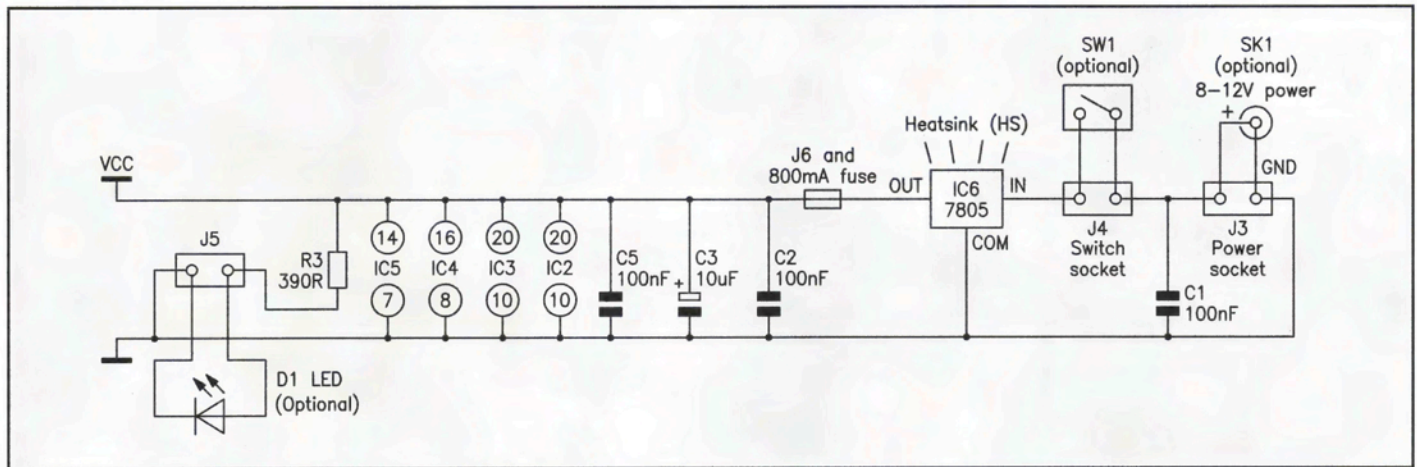 SW1
(optional)
SK1
(optional)
8–12V power
+
GND
Heatsink (HS)
J6 and
800mA fuse
OUT
IC6
7805
IN
COM
J4
Switch
socket
J3
Power
socket
C1
100nF
VCC
J5
R3
390R
14
IC5
7
16
IC4
8
20
IC3
10
20
IC2
10
C5
100nF
C3
10uF
+
C2
100nF
D1 LED
(Optional)